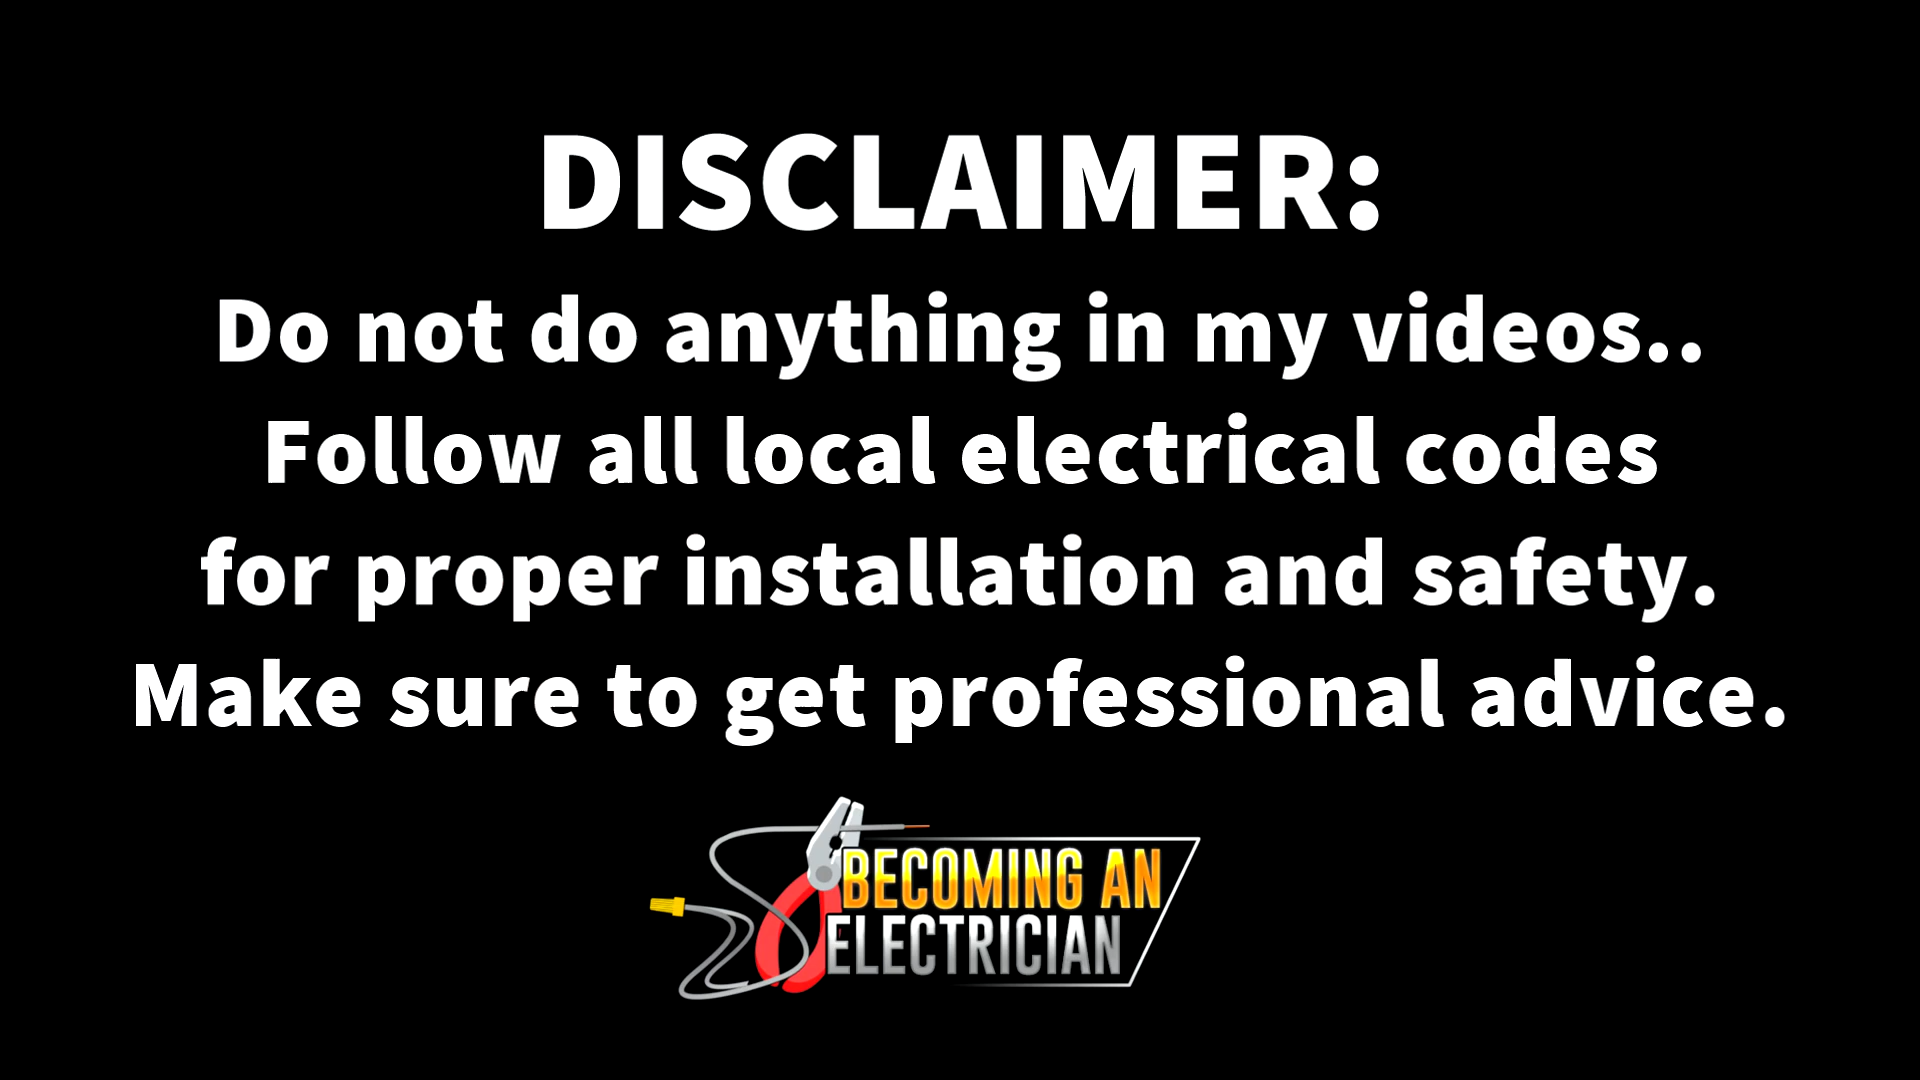 DISCLAIMER:
Do not do anything in my videos..
Follow all local electrical codes
for proper installation and safety.
Make sure to get professional advice.
BECOMING AN
ELECTRICIAN